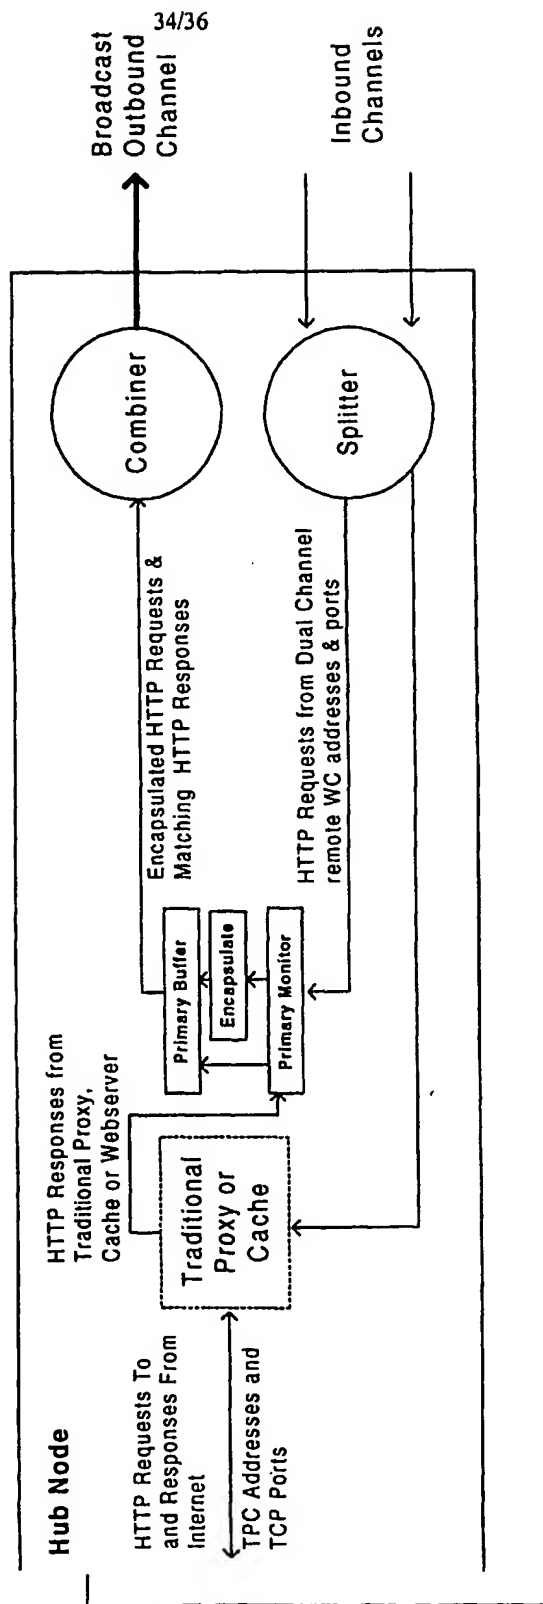 34/36
Broadcast
Outbound
Channel
Inbound
Channels
Combiner
Splitter
Encapsulated HTTP Requests &
Matching HTTP Responses
HTTP Requests from Dual Channel
remote WC addresses & ports
Primary Buffer
Encapsulate
Primary Monitor
HTTP Responses from
Traditional Proxy,
Cache or Webserver
Traditional
Proxy or
Cache
Hub Node
HTTP Requests To
and Responses From
Internet
TPC Addresses and
TCP Ports